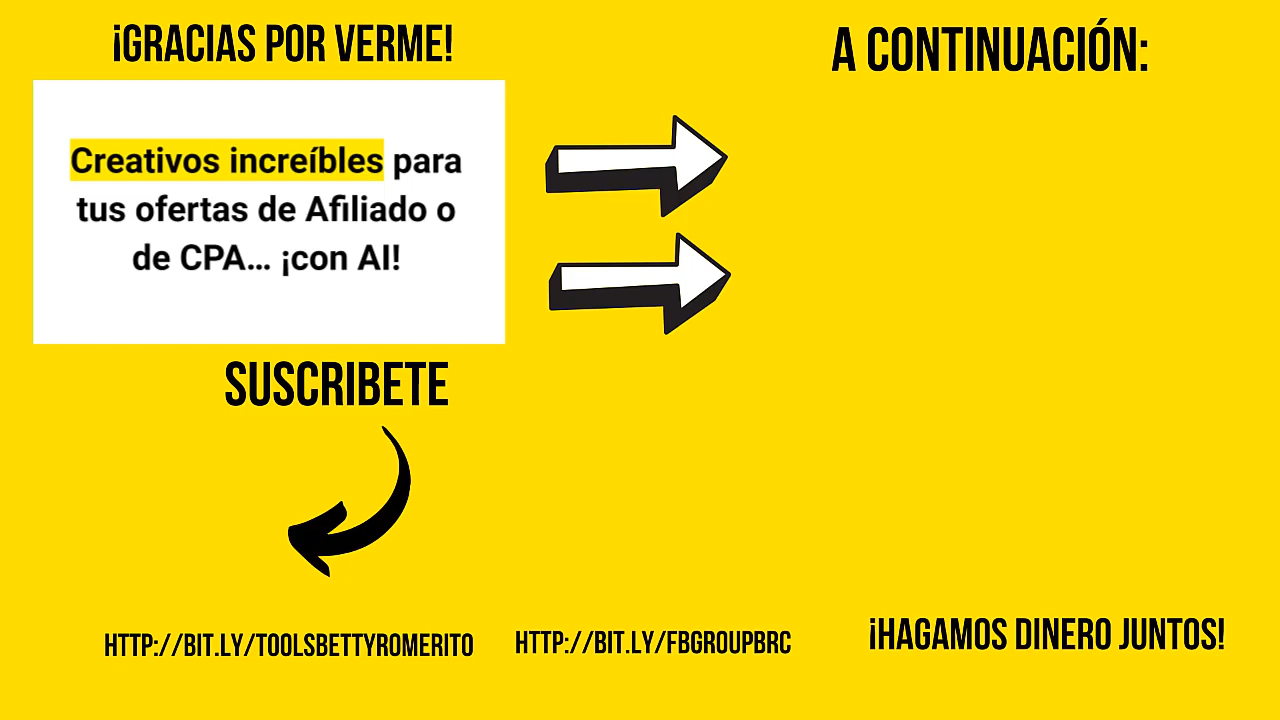 ¡GRACIAS POR VERME!
A CONTINUACIÓN:
Creativos increíbles para
tus ofertas de Afiliado o
de CPA... ¡con AI!
SUSCRIBETE
HTTP://BIT.LY/TOOLSBETTYROMERITO
HTTP://BIT.LY/FBGROUPBRC
¡HAGAMOS DINERO JUNTOS!